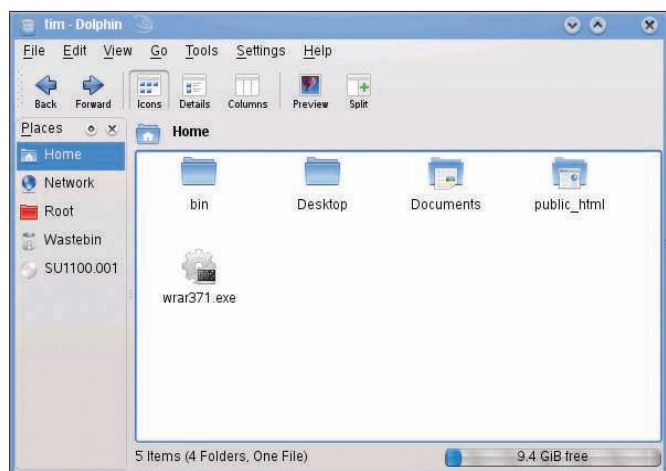 tim - Dolphin
File Edit View Go Tools Settings Help
Back Forward Icons Details Columns Preview Split
Places
Home
Home
Network
Root
Wastebin
SU1100.001
bin Desktop Documents public_html
wrar371.exe
5 Items (4 Folders, One File) 9.4 GiB free